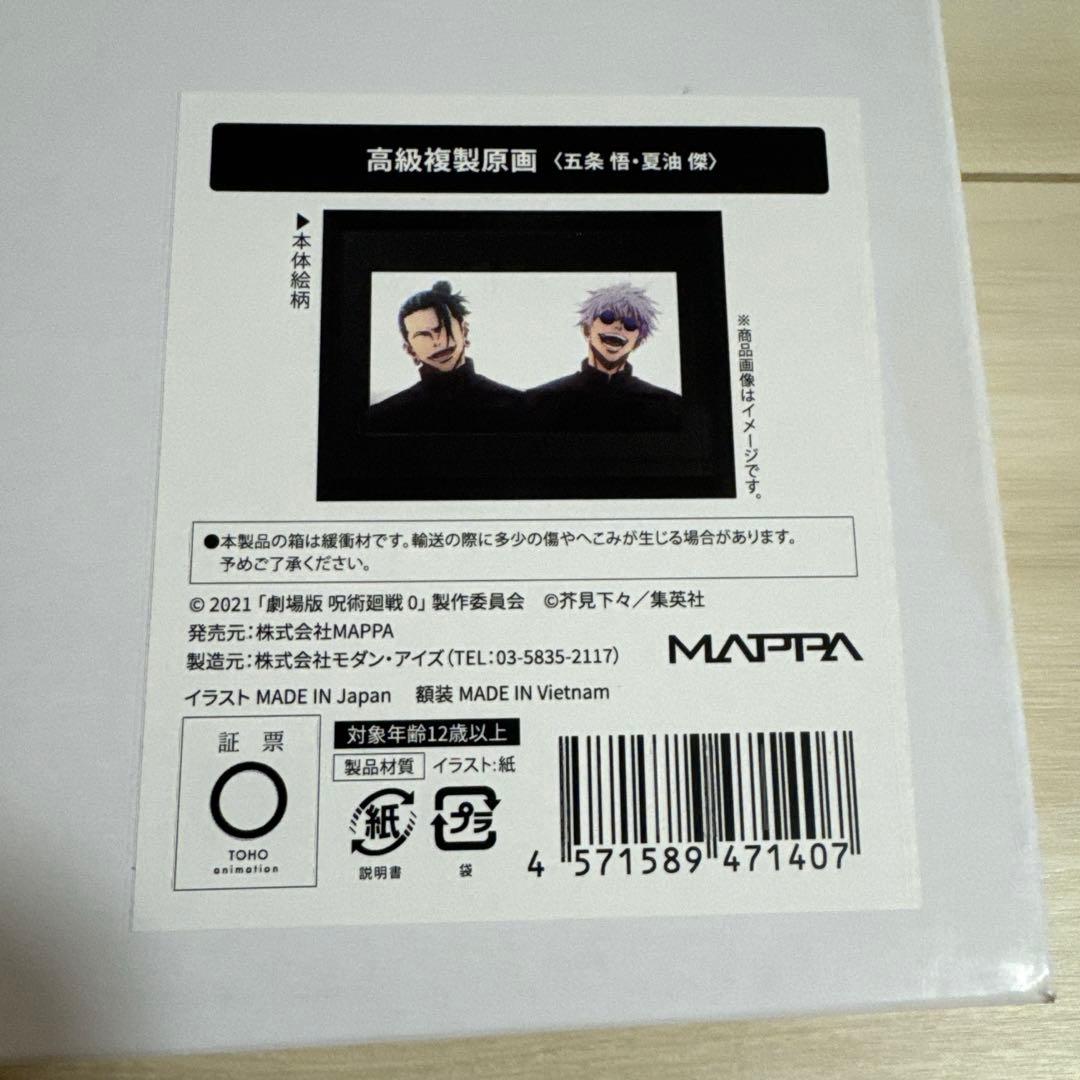 高級複製原画 〈五条 悟・夏油 傑〉
▶本体絵柄
※商品画像はイメージです。
●本製品の箱は緩衝材です。輸送の際に多少の傷やへこみが生じる場合があります。
予めご了承ください。
© 2021「劇場版 呪術廻戦 0」製作委員会 ©芥見下々／集英社
発売元：株式会社MAPPA
製造元：株式会社モダン・アイズ（TEL：03-5835-2117）
MAPPA
イラスト MADE IN Japan 額装 MADE IN Vietnam
証 票
TOHO
animation
対象年齢12歳以上
製品材質 イラスト：紙
紙
説明書
プラ
袋
4 571589 471407